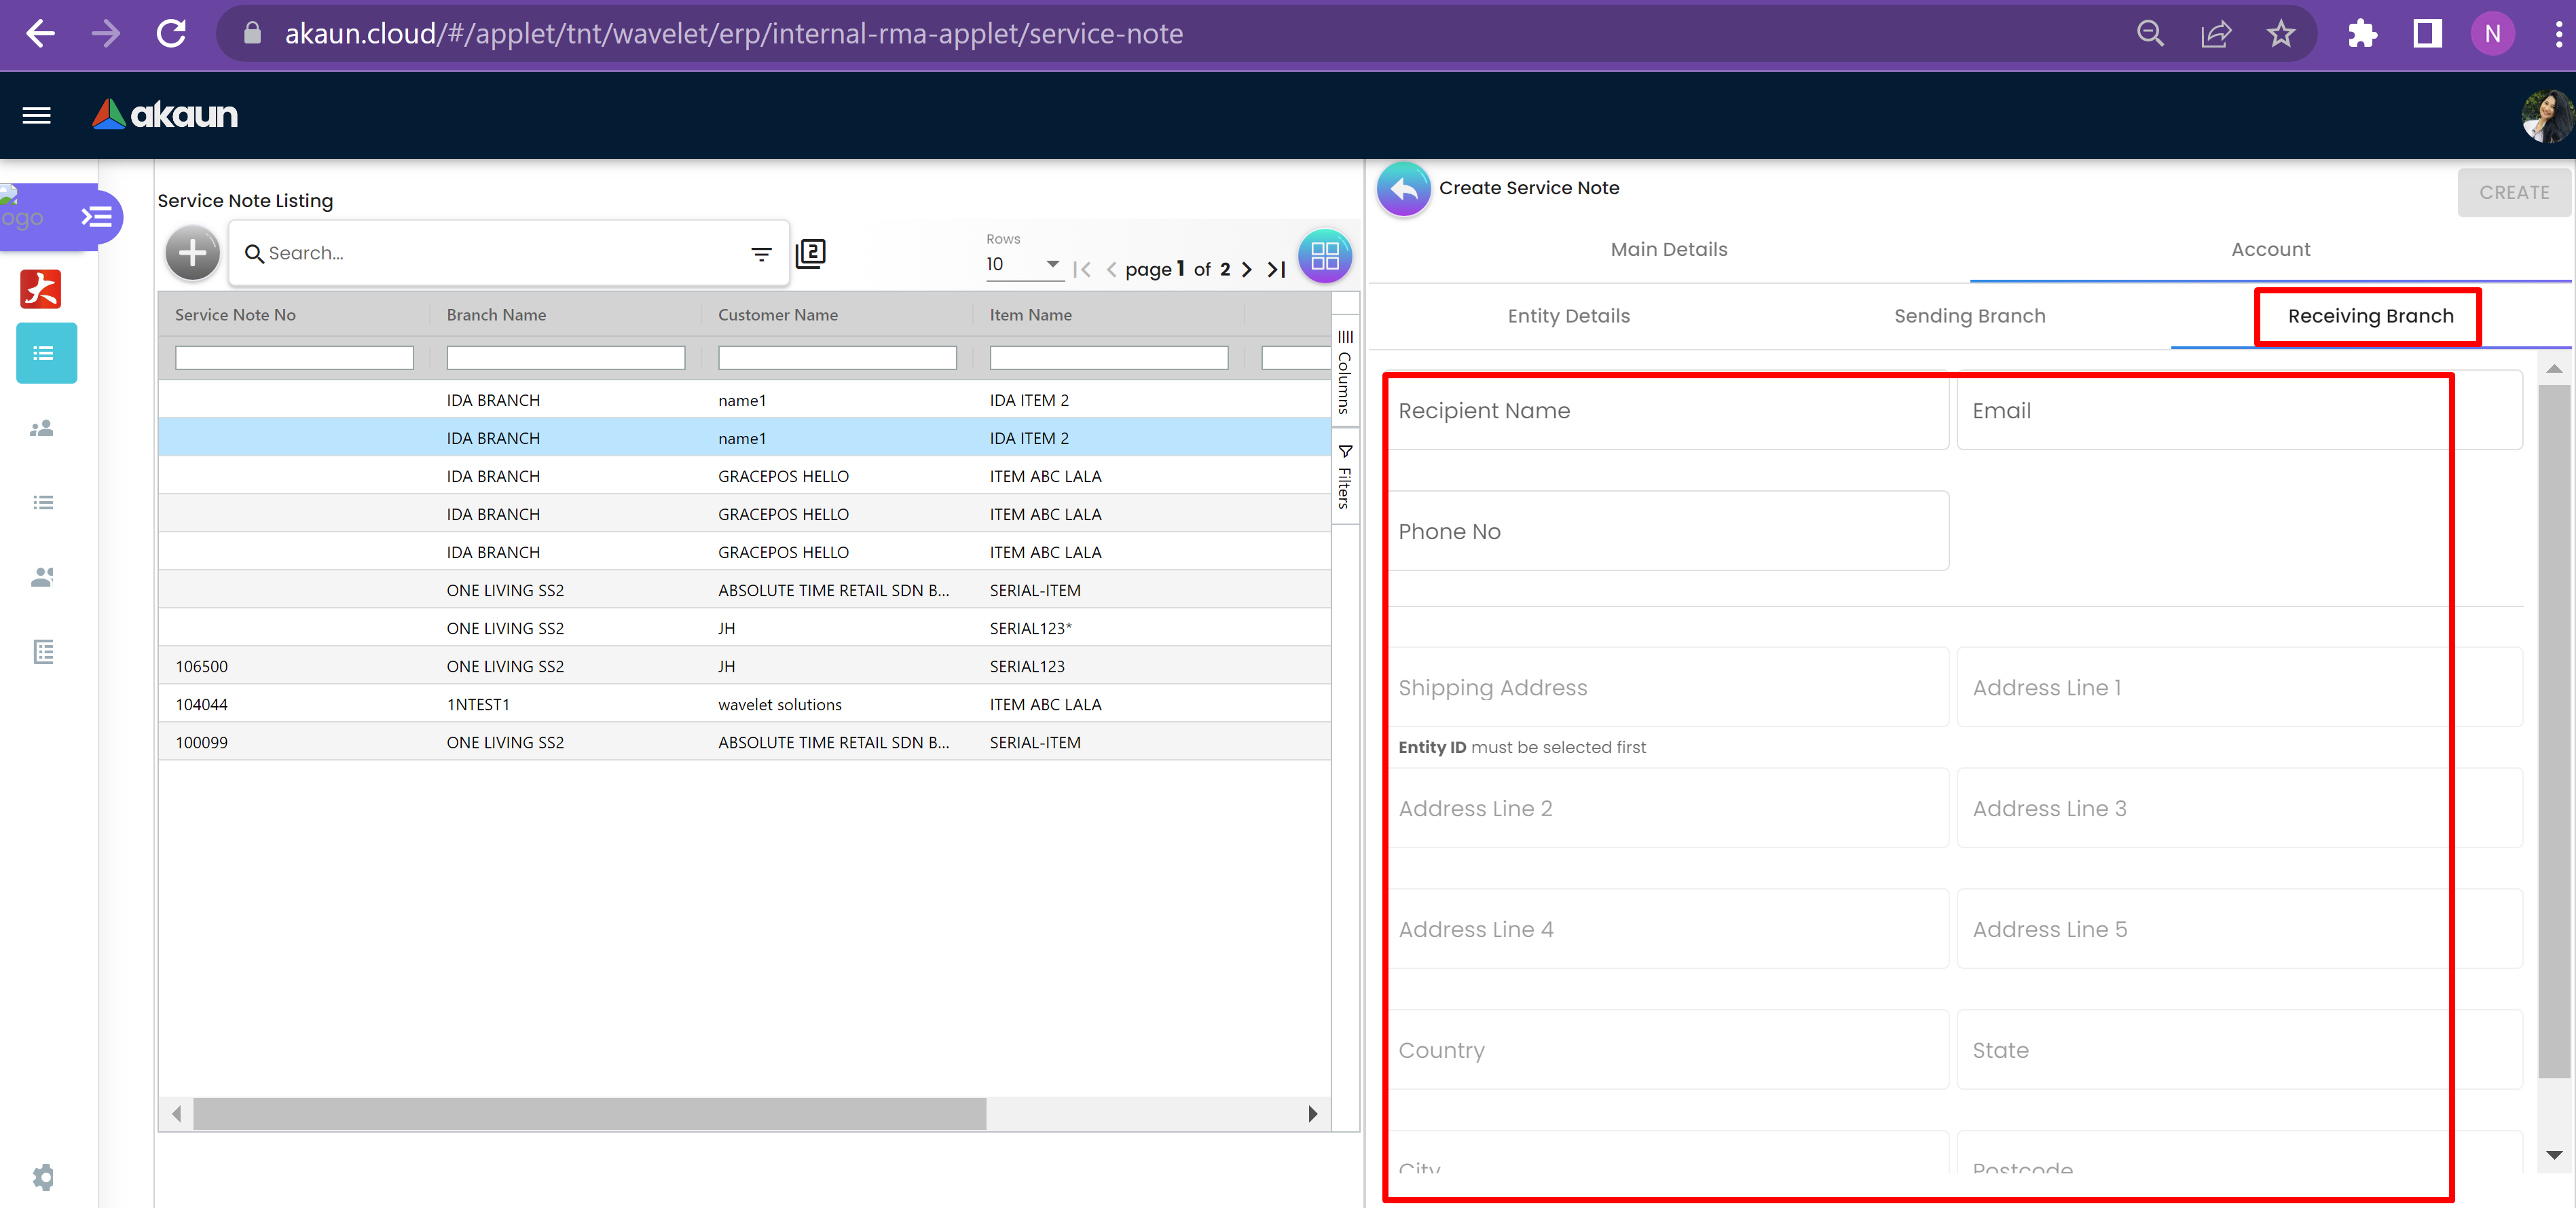 akaun.cloud/#/applet/tnt/wavelet/erp/internal-rma-applet/service-note
N
akaun
ogo
Service Note Listing
Search...
2
Rows
10
page 1 of 2
Service Note No Branch Name Customer Name Item Name
IDA BRANCH name1 IDA ITEM 2
IDA BRANCH name1 IDA ITEM 2
IDA BRANCH GRACEPOS HELLO ITEM ABC LALA
IDA BRANCH GRACEPOS HELLO ITEM ABC LALA
IDA BRANCH GRACEPOS HELLO ITEM ABC LALA
ONE LIVING SS2 ABSOLUTE TIME RETAIL SDN B... SERIAL-ITEM
ONE LIVING SS2 JH SERIAL123*
106500 ONE LIVING SS2 JH SERIAL123
104044 1NTEST1 wavelet solutions ITEM ABC LALA
100099 ONE LIVING SS2 ABSOLUTE TIME RETAIL SDN B... SERIAL-ITEM
Columns
Filters
Create Service Note
CREATE
Main Details Account
Entity Details Sending Branch Receiving Branch
Recipient Name Email
Phone No
Shipping Address Address Line 1
Entity ID must be selected first
Address Line 2 Address Line 3
Address Line 4 Address Line 5
Country State
City Postcode